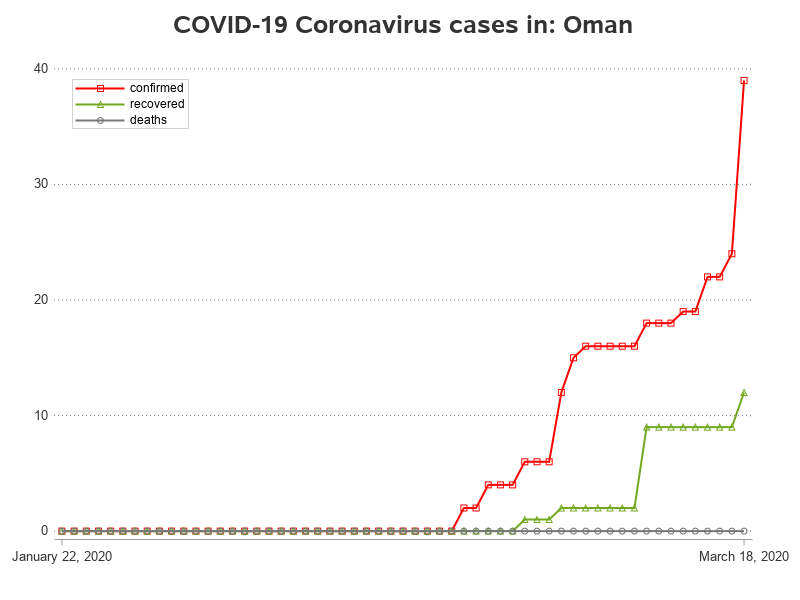 COVID-19 Coronavirus cases in: Oman
40
confirmed
recovered
deaths
30
20
10
0
January 22, 2020
March 18, 2020